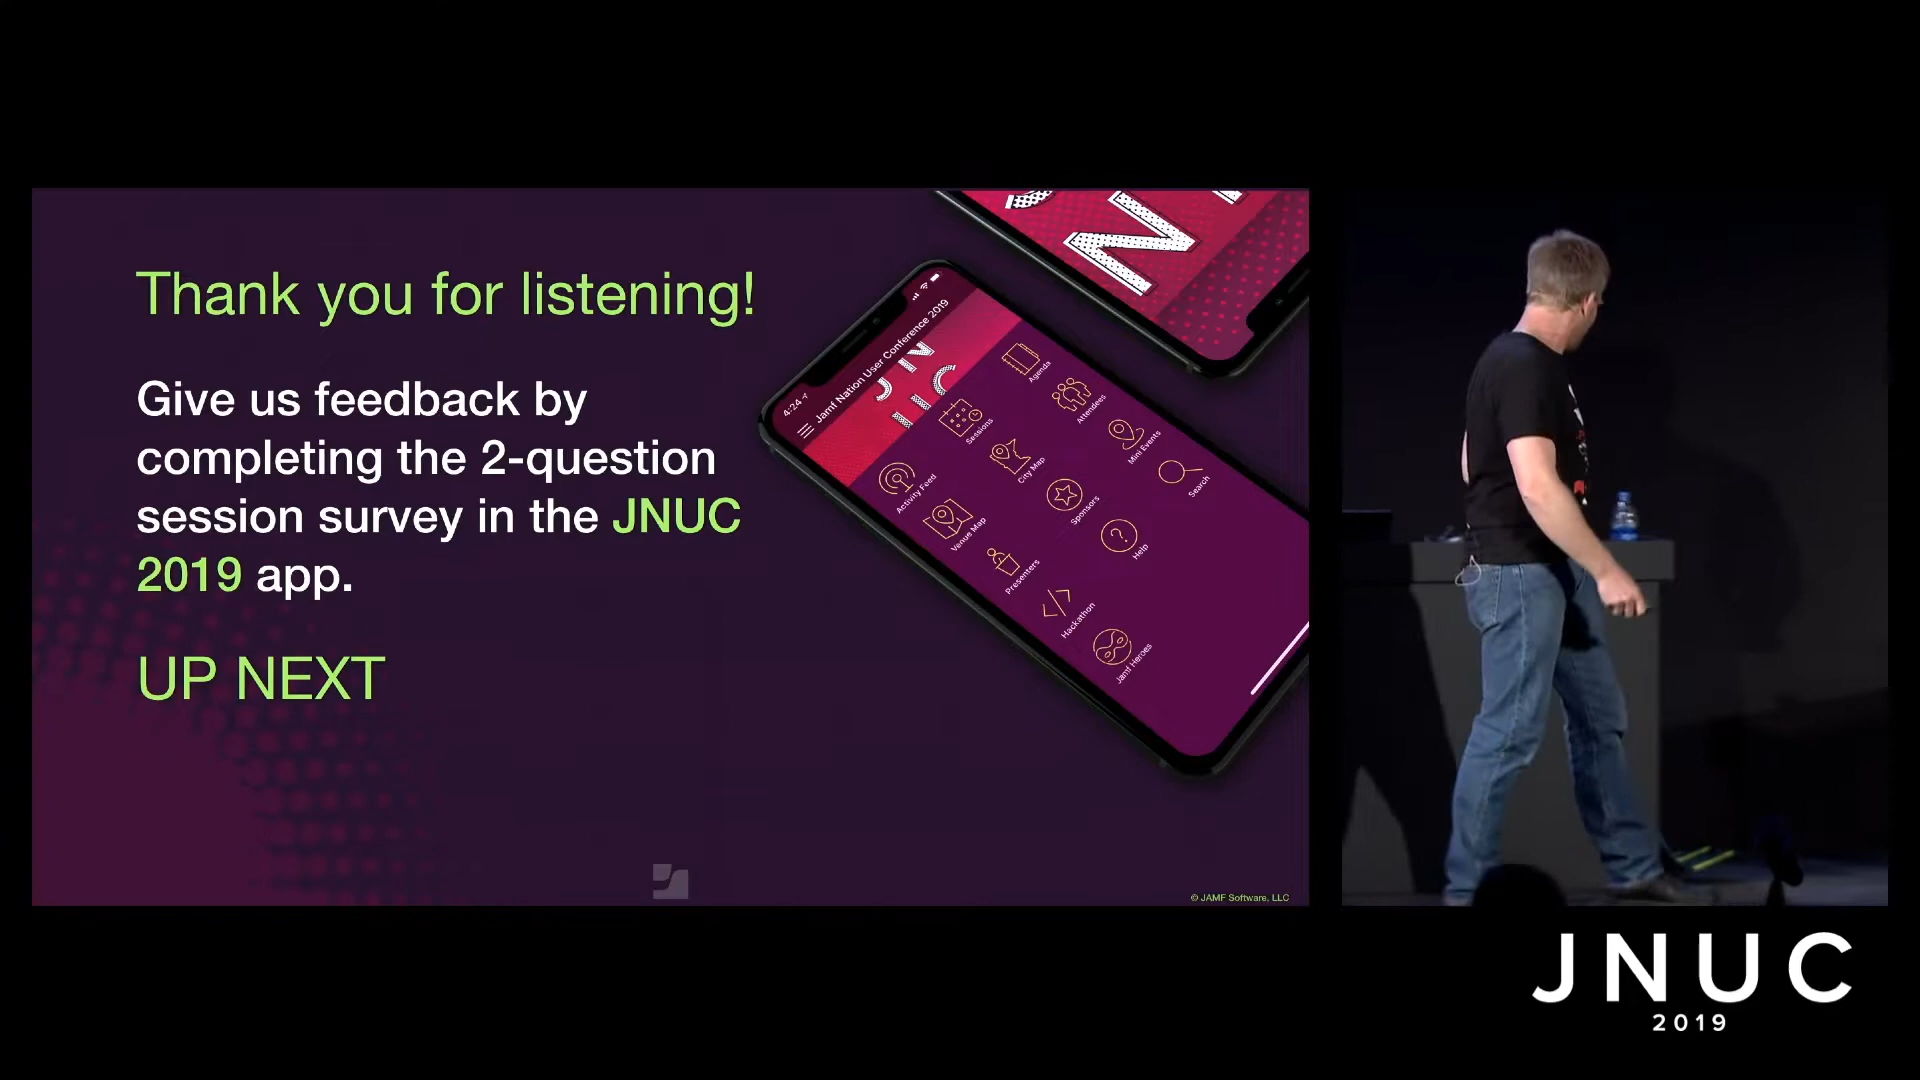 Thank you for listening!
Give us feedback by
completing the 2-question
session survey in the JNUC
2019 app.
UP NEXT
4:24
Jamf Nation User Conference 2019
JN
UC
Activity Feed
Sessions
Agenda
Venue Map
City Map
Attendees
Presenters
Sponsors
Mini Events
Hackathon
Help
Search
Jamf Heroes
N
© JAMF Software, LLC
JNUC
2019